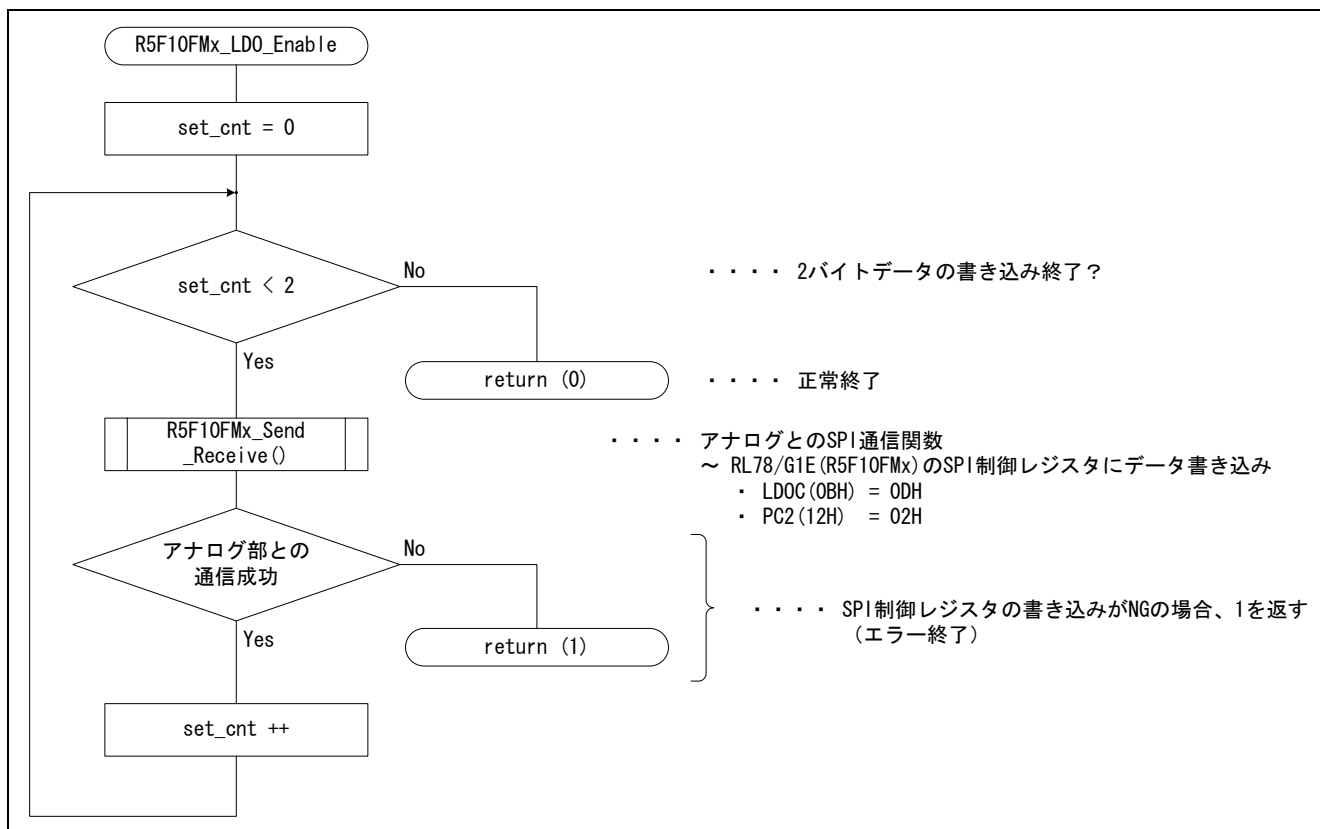 R5F10FMx_LDO_Enable
set_cnt = 0
set_cnt < 2
No
・・・・ 2バイトデータの書き込み終了？
Yes
return (0)
・・・・ 正常終了
R5F10FMx_Send
_Receive()
・・・・ アナログとのSPI通信関数
～ RL78/G1E(R5F10FMx)のSPI制御レジスタにデータ書き込み
・ LDOC(0BH) = 0DH
・ PC2(12H) = 02H
アナログ部との
通信成功
No
・・・・ SPI制御レジスタの書き込みがNGの場合、1を返す
（エラー終了）
Yes
return (1)
set_cnt ++